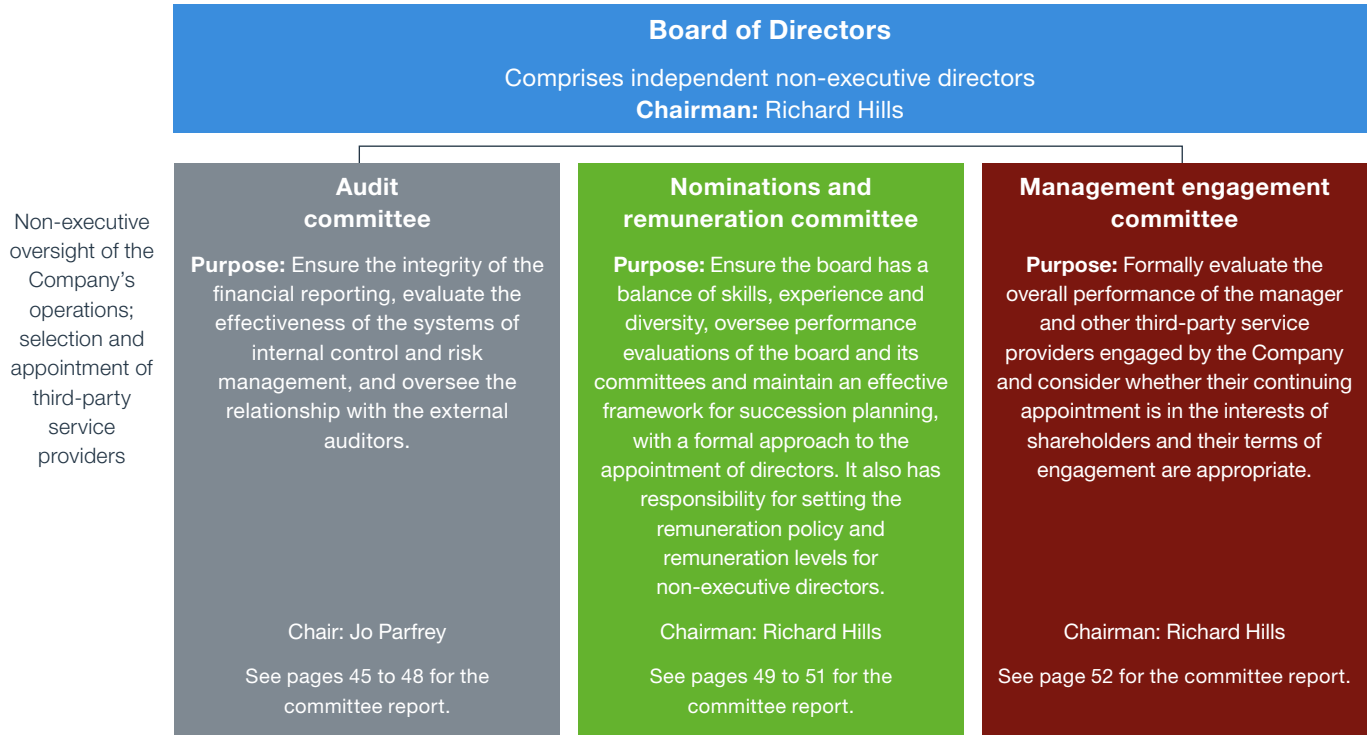 Board of Directors
Comprises independent non-executive directors
Chairman: Richard Hills
Non-executive
oversight of the
Company’s
operations;
selection and
appointment of
third-party
service
providers
Audit
committee
Purpose: Ensure the integrity of the
financial reporting, evaluate the
effectiveness of the systems of
internal control and risk
management, and oversee the
relationship with the external
auditors.
Chair: Jo Parfrey
See pages 45 to 48 for the
committee report.
Nominations and
remuneration committee
Purpose: Ensure the board has a
balance of skills, experience and
diversity, oversee performance
evaluations of the board and its
committees and maintain an effective
framework for succession planning,
with a formal approach to the
appointment of directors. It also has
responsibility for setting the
remuneration policy and
remuneration levels for
non-executive directors.
Chairman: Richard Hills
See pages 49 to 51 for the
committee report.
Management engagement
committee
Purpose: Formally evaluate the
overall performance of the manager
and other third-party service
providers engaged by the Company
and consider whether their continuing
appointment is in the interests of
shareholders and their terms of
engagement are appropriate.
Chairman: Richard Hills
See page 52 for the committee report.